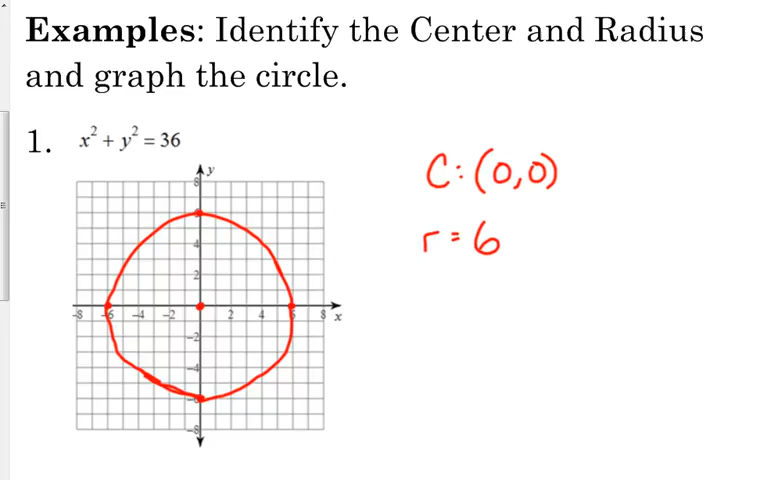 Examples: Identify the Center and Radius
and graph the circle.
1. x² + y² = 36
C: (0,0)
r = 6
y
8
4
2
-8 -6 -4 -2 2 4 6 8 x
-2
-4
-6
-8